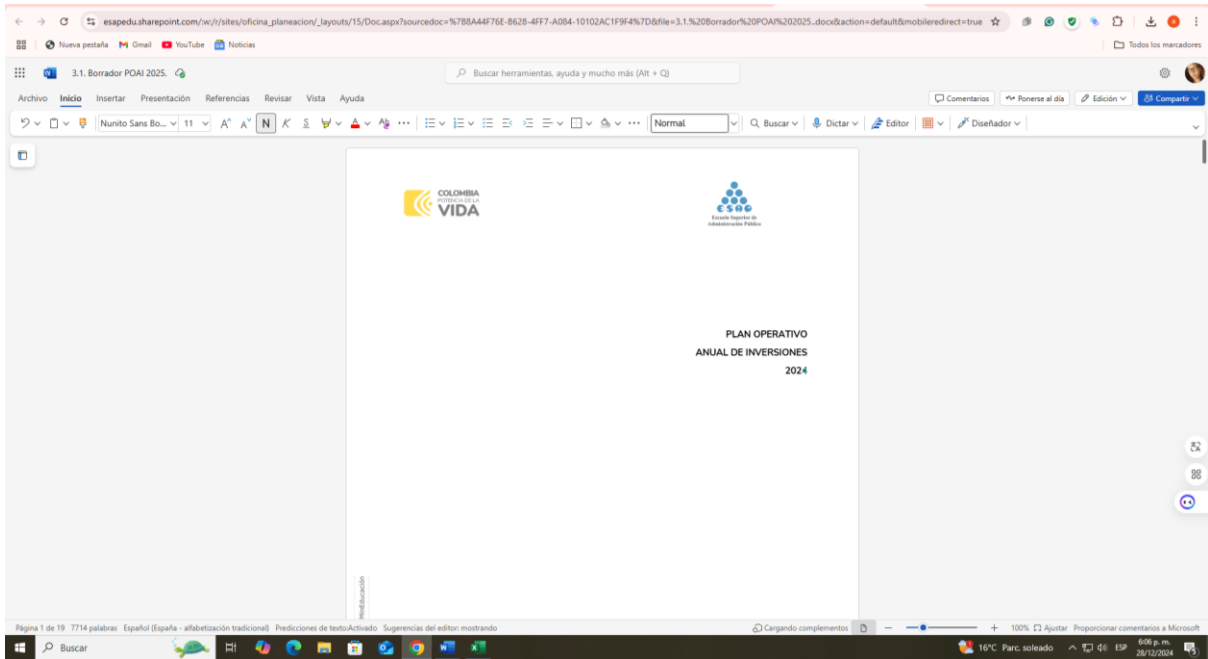 esapedu.sharepoint.com/:w:/r/sites/oficina_planeacion/_layouts/15/Doc.aspx?sourcedoc=%7B8A44F76E-B628-4FF7-A084-10102AC1F9F4%7D&file=3.1.%20Borrador%20POAI%202025..docx&action=default&mobileredirect=true
Nueva pestaña Gmail YouTube Noticias Todos los marcadores
3.1. Borrador POAI 2025. Buscar herramientas, ayuda y mucho más (Alt + Q)
Archivo Inicio Insertar Presentación Referencias Revisar Vista Ayuda Comentarios Ponerse al día Edición Compartir
Nunito Sans Bo... 11 A A N K S A Normal Buscar Dictar Editor Diseñador
COLOMBIA
POTENCIA DE LA
VIDA
ESAP
Escuela Superior de
Administración Pública
PLAN OPERATIVO
ANUAL DE INVERSIONES
2024
MinEducación
Página 1 de 19 7714 palabras Español (España - alfabetización tradicional) Predicciones de texto:Activado Sugerencias del editor: mostrando Cargando complementos 100% Ajustar Proporcionar comentarios a Microsoft
Buscar 16°C Parc. soleado ESP 6:06 p. m.
28/12/2024